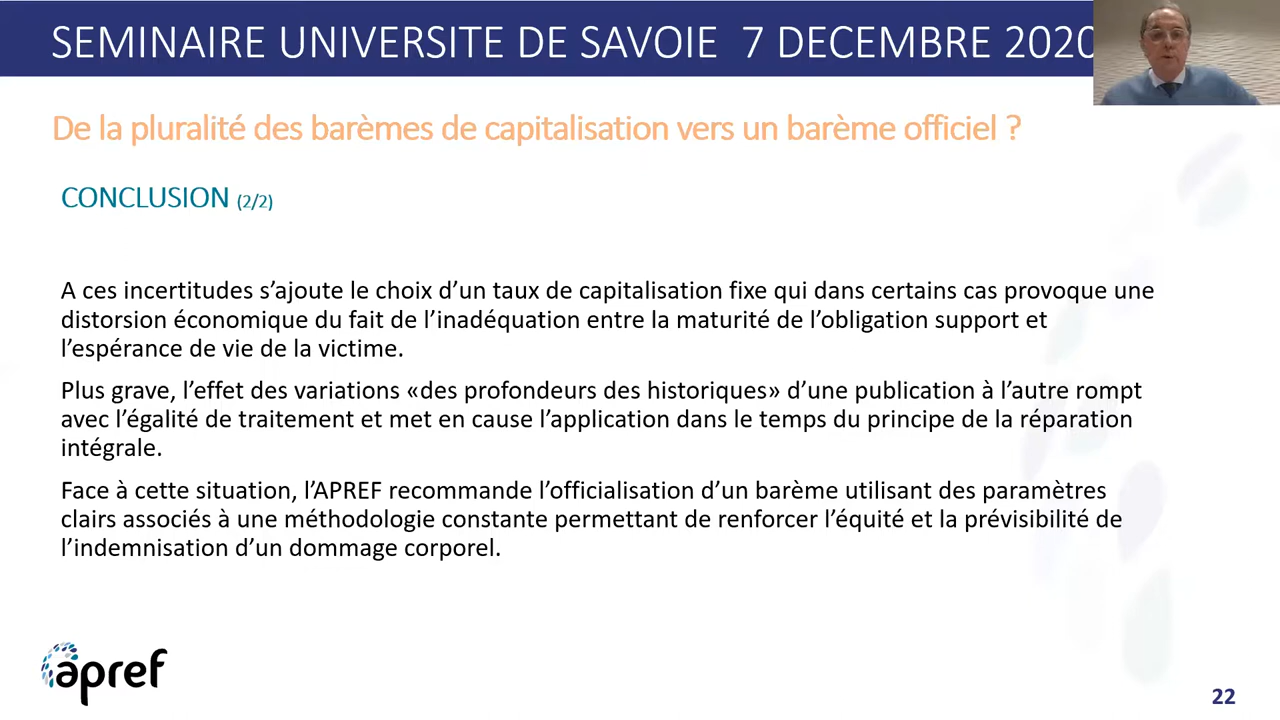 SEMINAIRE UNIVERSITE DE SAVOIE 7 DECEMBRE 2020
De la pluralité des barèmes de capitalisation vers un barème officiel ?
CONCLUSION (2/2)
A ces incertitudes s’ajoute le choix d’un taux de capitalisation fixe qui dans certains cas provoque une
distorsion économique du fait de l’inadéquation entre la maturité de l’obligation support et
l’espérance de vie de la victime.
Plus grave, l’effet des variations «des profondeurs des historiques» d’une publication à l’autre rompt
avec l’égalité de traitement et met en cause l’application dans le temps du principe de la réparation
intégrale.
Face à cette situation, l’APREF recommande l’officialisation d’un barème utilisant des paramètres
clairs associés à une méthodologie constante permettant de renforcer l’équité et la prévisibilité de
l’indemnisation d’un dommage corporel.
apref
22